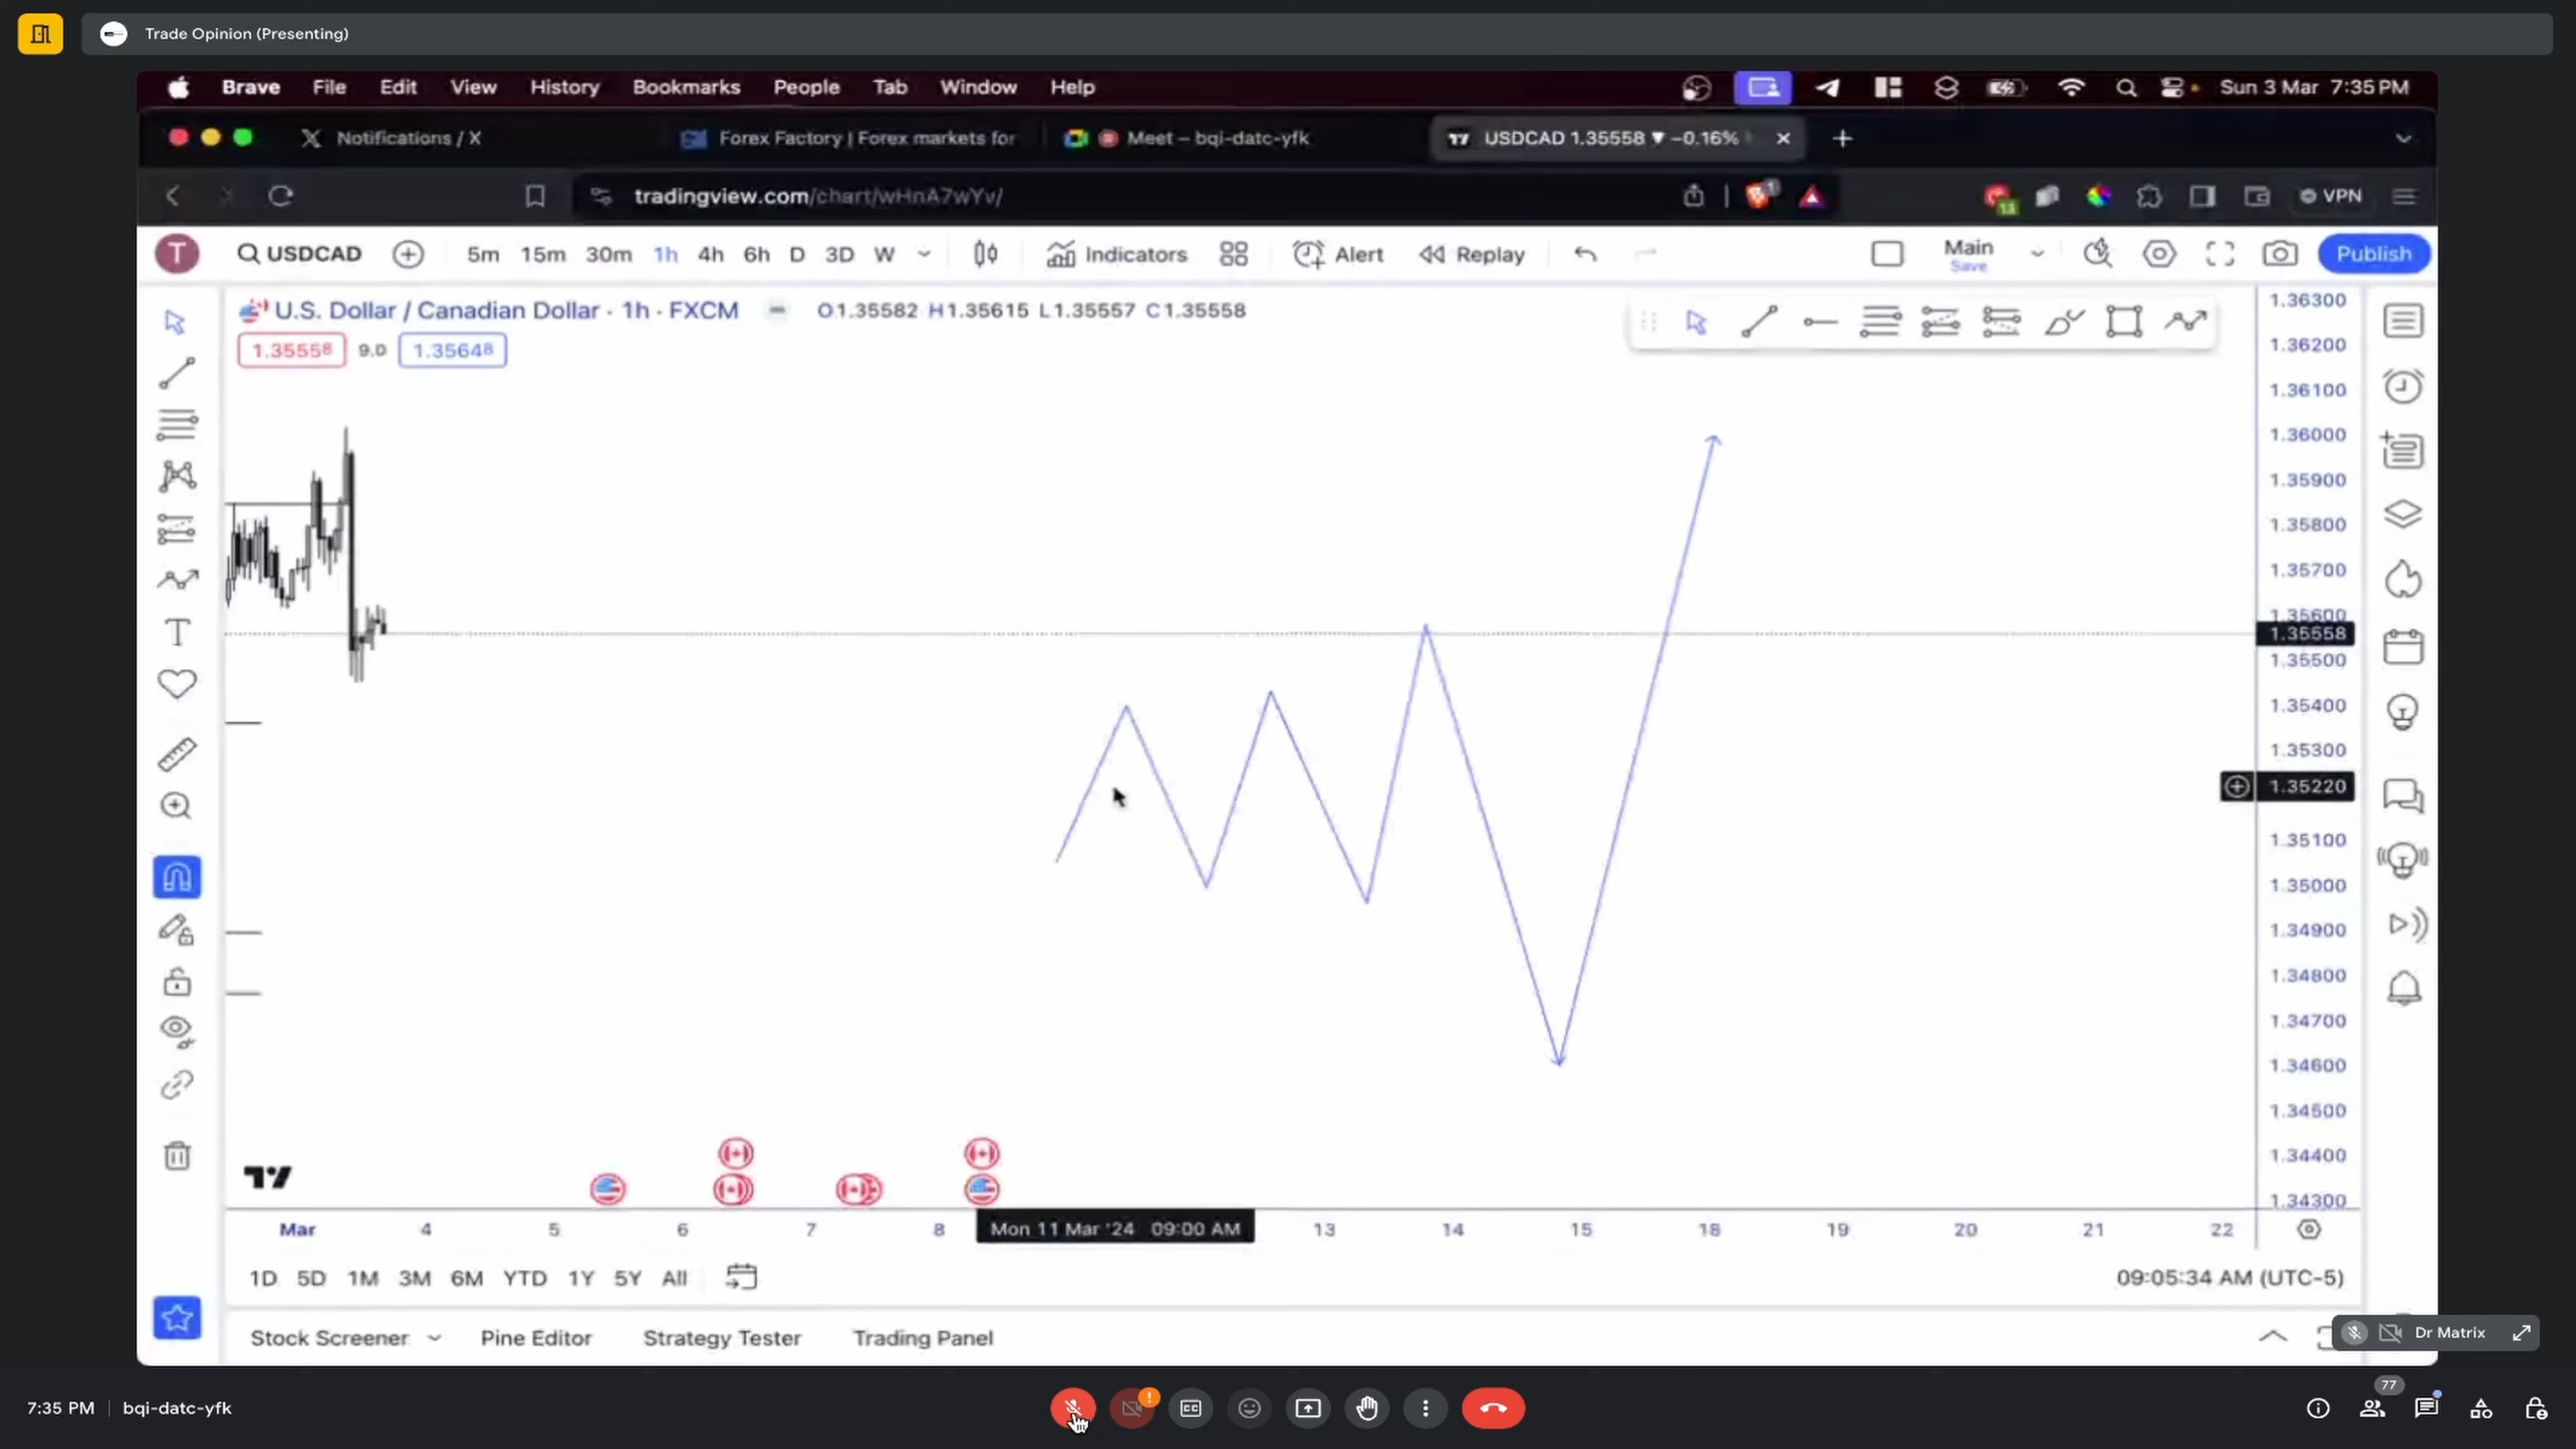 Trade Opinion (Presenting)
Brave File Edit View History Bookmarks People Tab Window Help Sun 3 Mar 7:35 PM
Notifications / X Forex Factory | Forex markets for Meet – bqi-datc-yfk USDCAD 1.35558 ▼ −0.16%
tradingview.com/chart/wHnA7wYv/ 1 13 VPN
T USDCAD 5m 15m 30m 1h 4h 6h D 3D W Indicators Alert Replay Main Save Publish
U.S. Dollar / Canadian Dollar · 1h · FXCM O1.35582 H1.35615 L1.35557 C1.35558
1.35558 9.0 1.35648
1.36300
1.36200
1.36100
1.36000
1.35900
1.35800
1.35700
1.35600
1.35558
1.35500
1.35400
1.35300
1.35220
1.35100
1.35000
1.34900
1.34800
1.34700
1.34600
1.34500
1.34400
1.34300
Mar 4 5 6 7 8 Mon 11 Mar '24 09:00 AM 13 14 15 18 19 20 21 22
1D 5D 1M 3M 6M YTD 1Y 5Y All 09:05:34 AM (UTC-5)
Stock Screener Pine Editor Strategy Tester Trading Panel
Dr Matrix
7:35 PM | bqi-datc-yfk 77